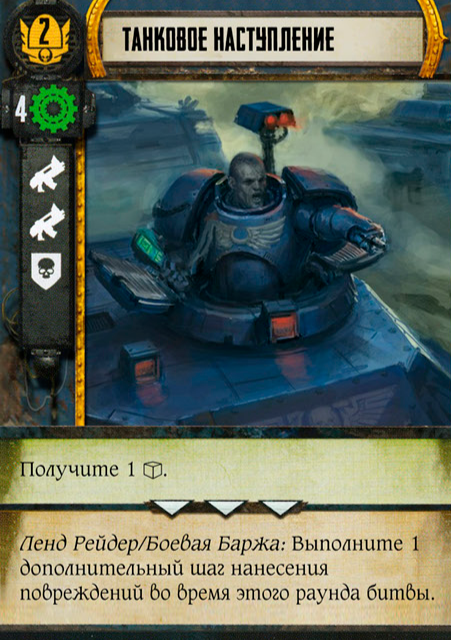 2
ТАНКОВОЕ НАСТУПЛЕНИЕ
4
Получите 1 .
Ленд Рейдер/Боевая Баржа: Выполните 1
дополнительный шаг нанесения
повреждений во время этого раунда битвы.